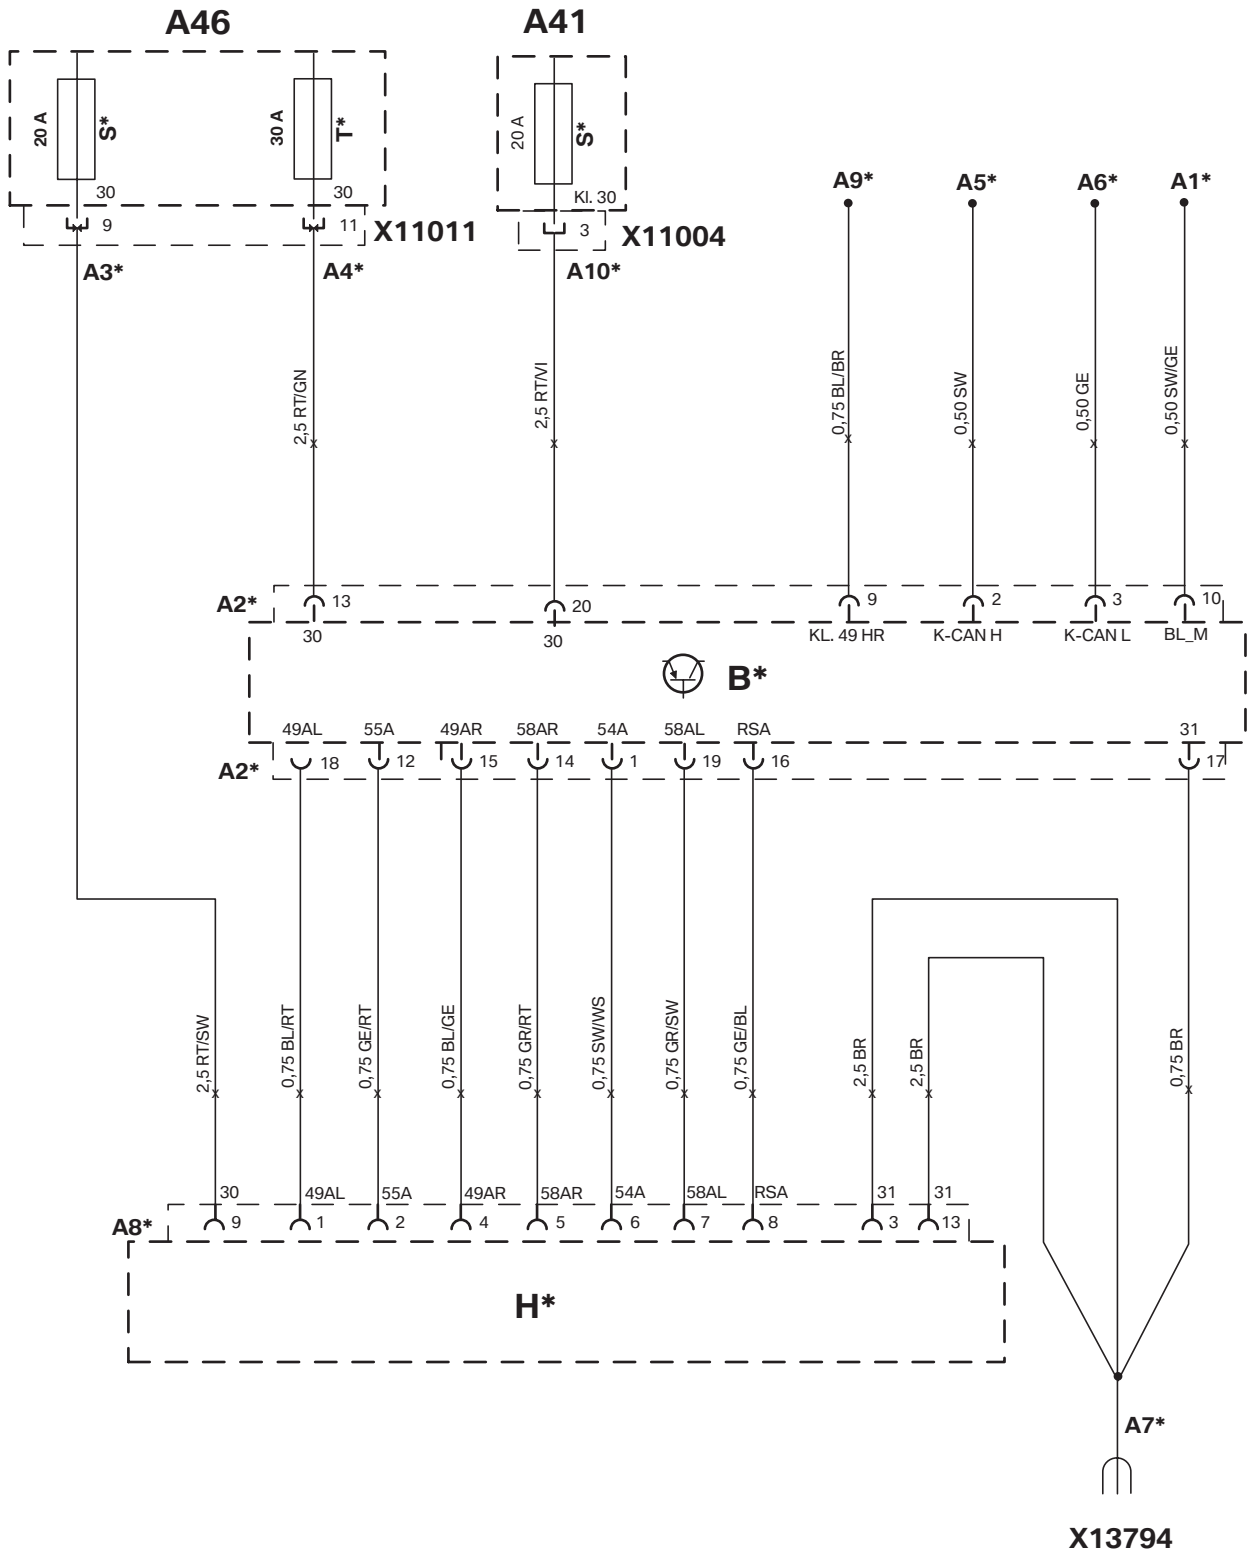 A46
A41
20 A
S*
30 A
T*
20 A
S*
30
30
Kl. 30
9
11
X11011
3
X11004
A3*
A4*
A10*
A9*
A5*
A6*
A1*
2,5 RT/GN
2,5 RT/VI
0,75 BL/BR
0,50 SW
0,50 GE
0,50 SW/GE
A2*
13
20
9
2
3
10
30
30
KL. 49 HR
K-CAN H
K-CAN L
BL_M
B*
49AL
55A
49AR
58AR
54A
58AL
RSA
31
A2*
18
12
15
14
1
19
16
17
2,5 RT/SW
0,75 BL/RT
0,75 GE/RT
0,75 BL/GE
0,75 GR/RT
0,75 SW/WS
0,75 GR/SW
0,75 GE/BL
2,5 BR
2,5 BR
0,75 BR
30
49AL
55A
49AR
58AR
54A
58AL
RSA
31
31
A8*
9
1
2
4
5
6
7
8
3
13
H*
A7*
X13794